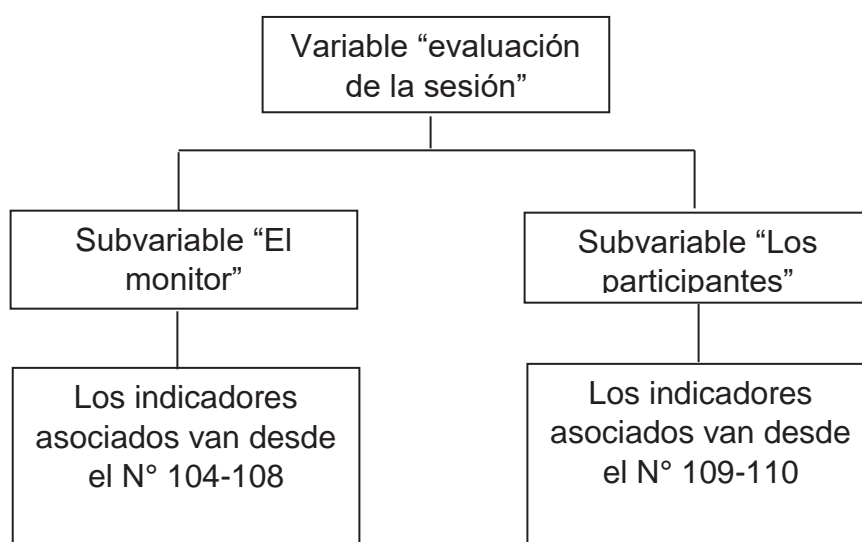 Variable “evaluación
de la sesión”
Subvariable “El
monitor”
Subvariable “Los
participantes”
Los indicadores
asociados van desde
el N° 104-108
Los indicadores
asociados van desde
el N° 109-110